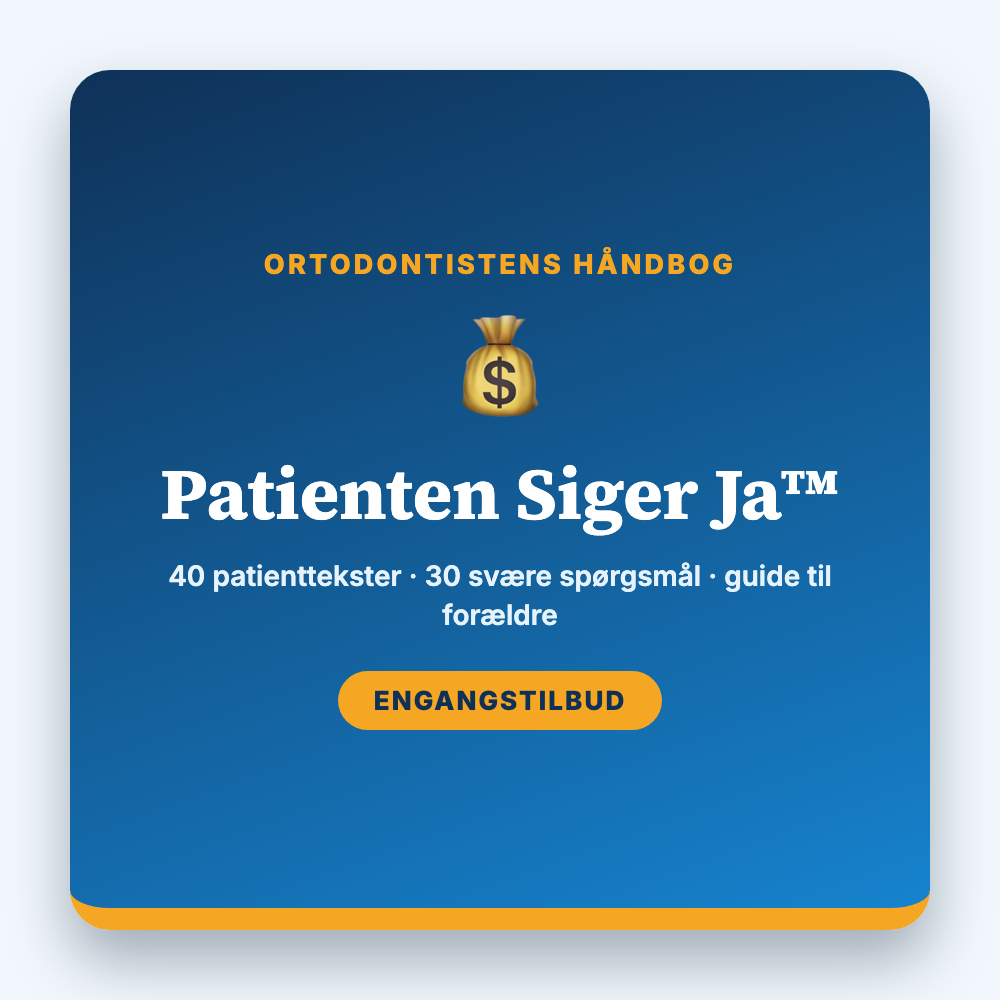 ORTODONTISTENS HÅNDBOG
$
Patienten Siger Ja™
40 patienttekster · 30 svære spørgsmål · guide til
forældre
ENGANGSTILBUD